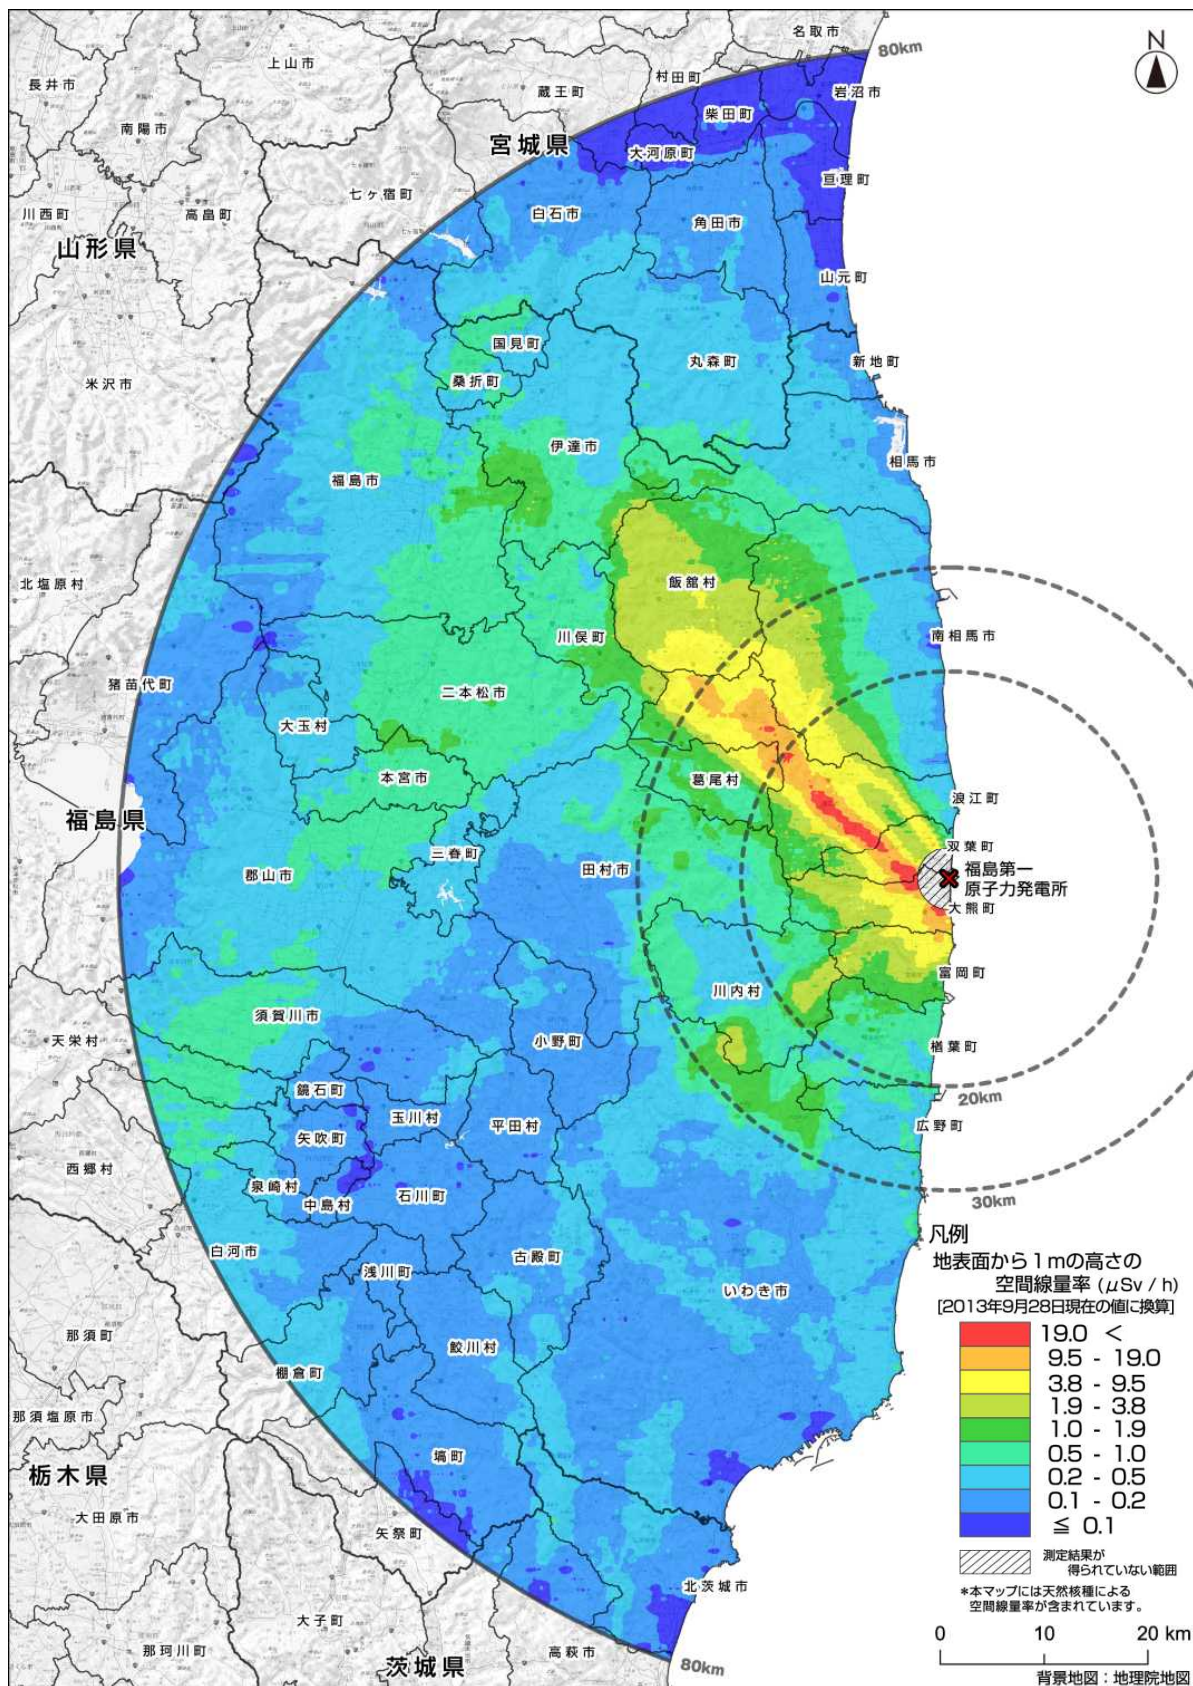 名取市
80km
N
上山市
村田町
長井市
蔵王町
岩沼市
柴田町
南陽市
宮城県
大河原町
亘理町
七ヶ宿町
川西町
高畠町
白石市
角田市
山形県
山元町
国見町
丸森町
新地町
米沢市
桑折町
伊達市
相馬市
福島市
北塩原村
飯舘村
川俣町
南相馬市
猪苗代町
二本松市
大玉村
本宮市
葛尾村
浪江町
福島県
双葉町
三春町
田村市
福島第一
原子力発電所
郡山市
大熊町
富岡町
川内村
須賀川市
天栄村
小野町
楢葉町
鏡石町
20km
玉川村
平田村
広野町
矢吹町
西郷村
泉崎村
石川町
30km
中島村
白河市
古殿町
浅川町
いわき市
那須町
鮫川村
棚倉町
那須塩原市
塙町
栃木県
大田原市
矢祭町
北茨城市
大子町
那珂川町
高萩市
茨城県
80km
凡例
地表面から1mの高さの
空間線量率 (μSv / h)
[2013年9月28日現在の値に換算]
19.0 <
9.5 - 19.0
3.8 - 9.5
1.9 - 3.8
1.0 - 1.9
0.5 - 1.0
0.2 - 0.5
0.1 - 0.2
≦ 0.1
測定結果が
得られていない範囲
*本マップには天然核種による
空間線量率が含まれています。
0 10 20 km
背景地図:地理院地図